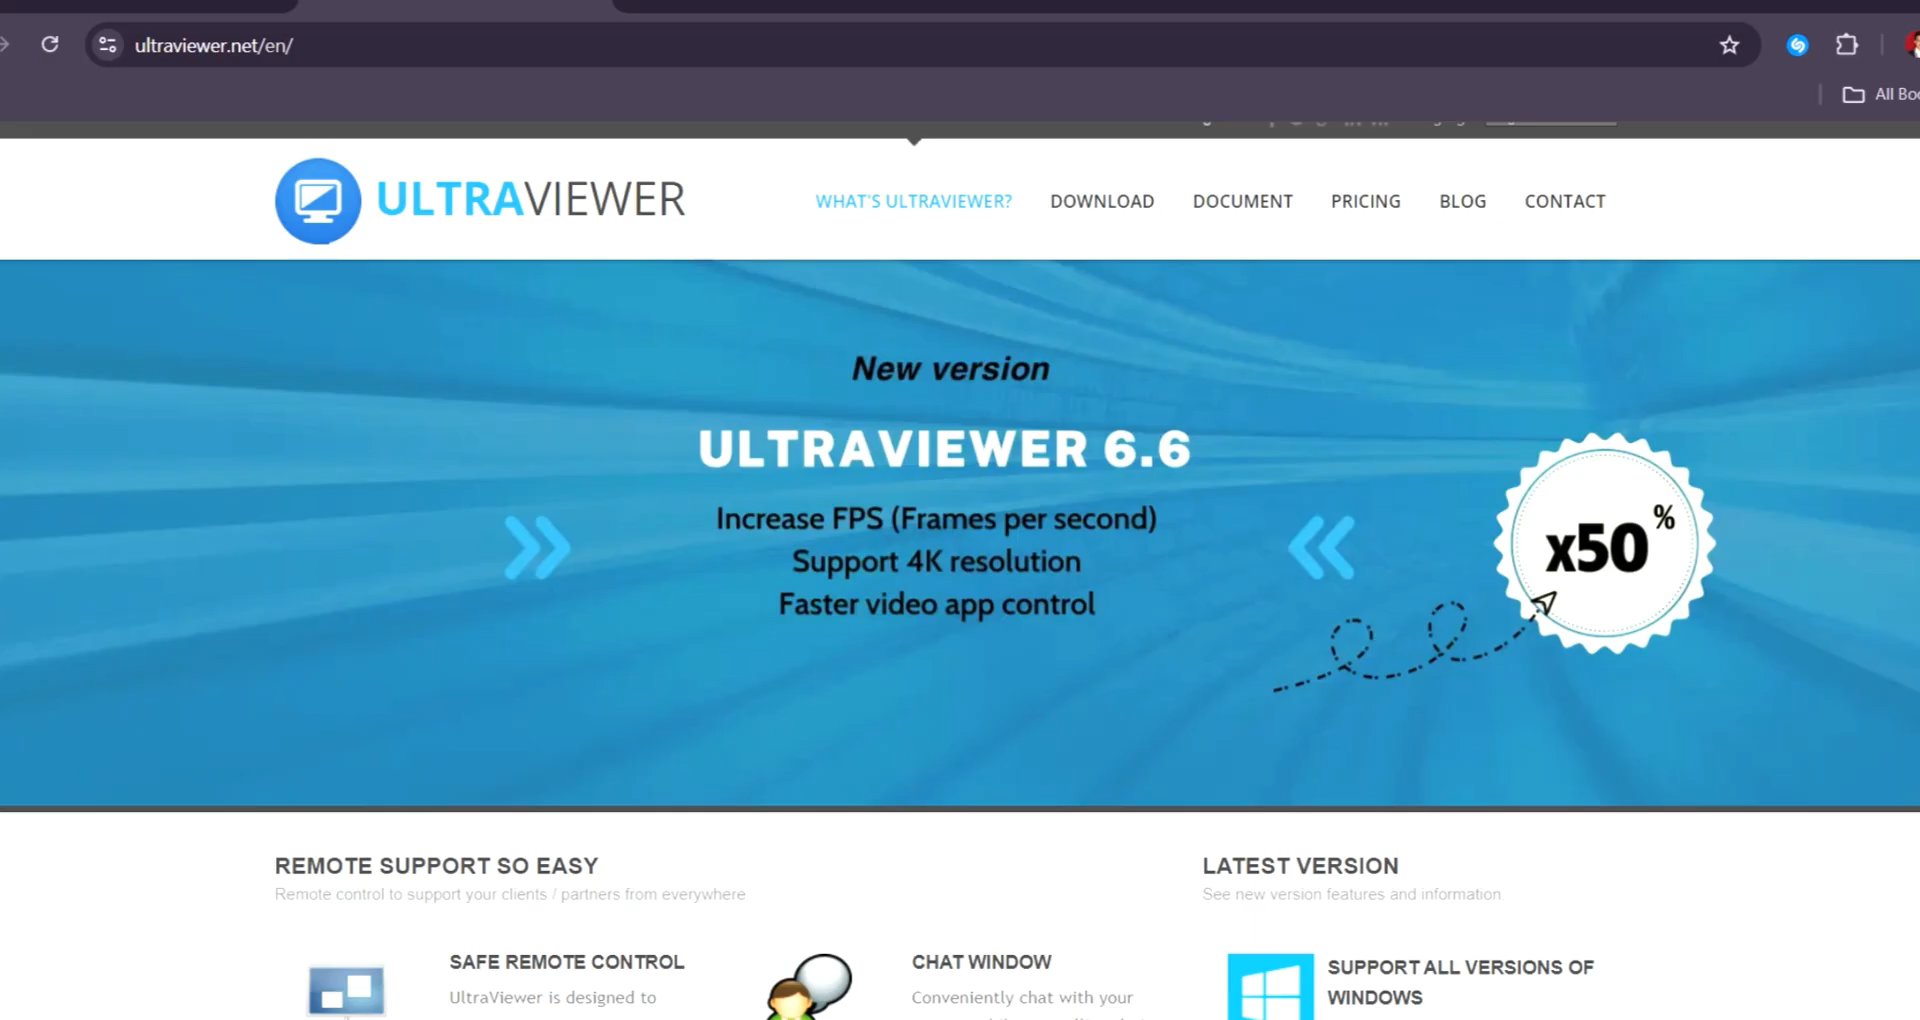 ultraviewer.net/en/
All Boo
ULTRAVIEWER
WHAT'S ULTRAVIEWER?
DOWNLOAD
DOCUMENT
PRICING
BLOG
CONTACT
New version
ULTRAVIEWER 6.6
Increase FPS (Frames per second)
Support 4K resolution
Faster video app control
x50%
REMOTE SUPPORT SO EASY
Remote control to support your clients / partners from everywhere
LATEST VERSION
See new version features and information
SAFE REMOTE CONTROL
UltraViewer is designed to
CHAT WINDOW
Conveniently chat with your
SUPPORT ALL VERSIONS OF
WINDOWS